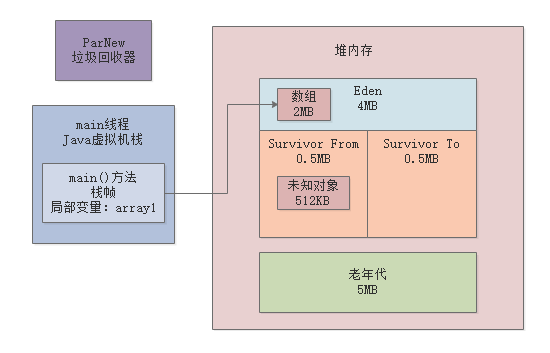 ParNew
垃圾回收器
main线程
Java虚拟机栈
main()方法
栈帧
局部变量：array1
堆内存
数组
2MB
Eden
4MB
Survivor From
0.5MB
Survivor To
0.5MB
未知对象
512KB
老年代
5MB